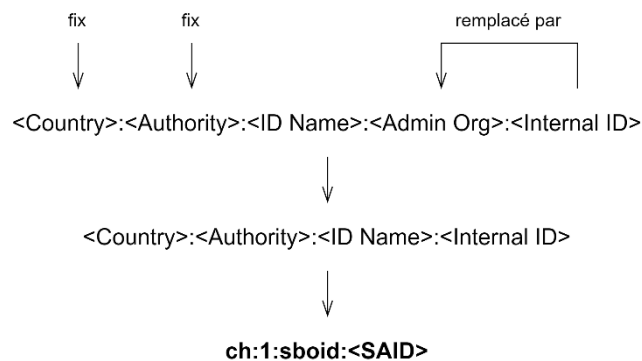 fix fix remplacé par
<Country>:<Authority>:<ID Name>:<Admin Org>:<Internal ID>
<Country>:<Authority>:<ID Name>:<Internal ID>
ch:1:sboid:<SAID>